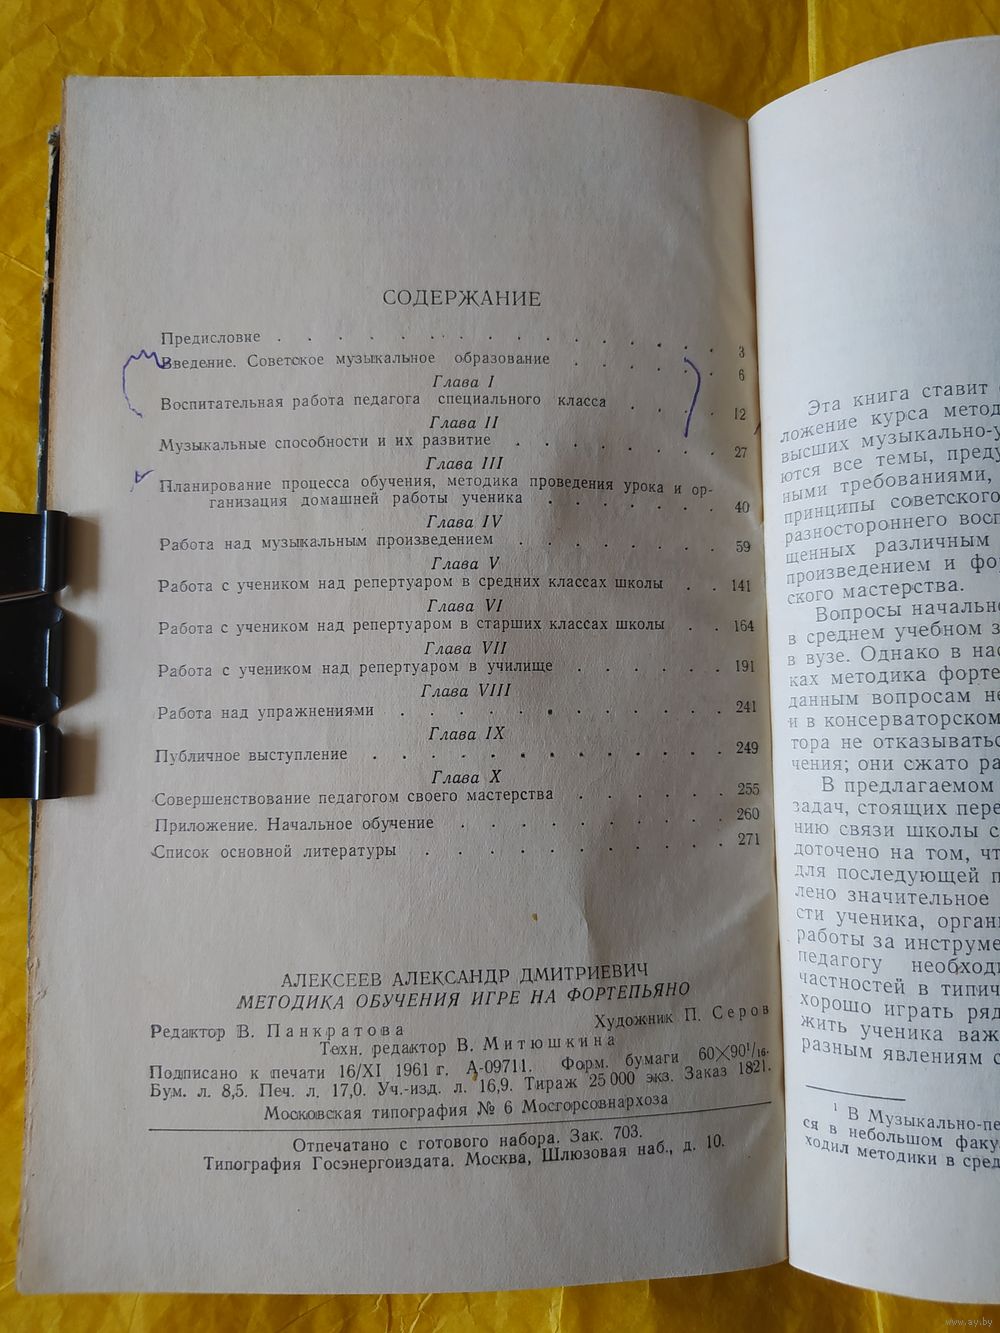 СОДЕРЖАНИЕ
Предисловие . . . . . . . . . . . . . . . 3
Введение. Советское музыкальное образование . . . . . . 6
Глава I
Воспитательная работа педагога специального класса . . . . 12
Глава II
Музыкальные способности и их развитие . . . . . . . . 27
Глава III
Планирование процесса обучения, методика проведения урока и ор-
ганизация домашней работы ученика . . . . . . . 40
Глава IV
Работа над музыкальным произведением . . . . . . . . 59
Глава V
Работа с учеником над репертуаром в средних классах школы . . 141
Глава VI
Работа с учеником над репертуаром в старших классах школы . . 164
Глава VII
Работа с учеником над репертуаром в училище . . . . . . 191
Глава VIII
Работа над упражнениями . . . . . . . . . . . . 241
Глава IX
Публичное выступление . . . . . . . . . . . . . 249
Глава X
Совершенствование педагогом своего мастерства . . . . . . 255
Приложение. Начальное обучение . . . . . . . . . . 260
Список основной литературы . . . . . . . . . . . 271
АЛЕКСЕЕВ АЛЕКСАНДР ДМИТРИЕВИЧ
МЕТОДИКА ОБУЧЕНИЯ ИГРЕ НА ФОРТЕПЬЯНО
Редактор В. Панкратова Художник П. Серов
Техн. редактор В. Митюшкина
Подписано к печати 16/XI 1961 г. А-09711. Форм. бумаги 60×90¹/₁₆.
Бум. л. 8,5. Печ. л. 17,0. Уч.-изд. л. 16,9. Тираж 25 000 экз. Заказ 1821.
Московская типография № 6 Мосгорсовнархоза
Отпечатано с готового набора. Зак. 703.
Типография Госэнергоиздата. Москва, Шлюзовая наб., д. 10.
Эта книга ставит
ложение курса метод
высших музыкально-у
ются все темы, преду
ными требованиями,
принципы советского
разностороннего восп
щенных различным
произведением и фо
ского мастерства.
Вопросы начально
в среднем учебном з
в вузе. Однако в нас
ках методика форте
данным вопросам не
и в консерваторском
тора не отказыватьс
чения; они сжато ра
В предлагаемом
задач, стоящих пере
нию связи школы с
доточено на том, чт
для последующей п
лено значительное
сти ученика, органи
работы за инструме
педагогу необходи
частностей в типич
хорошо играть ряд
жить ученика важ
разным явлениям с
¹ В Музыкально-пе
ся в небольшом факу
ходил методики в сред
www.ay.by